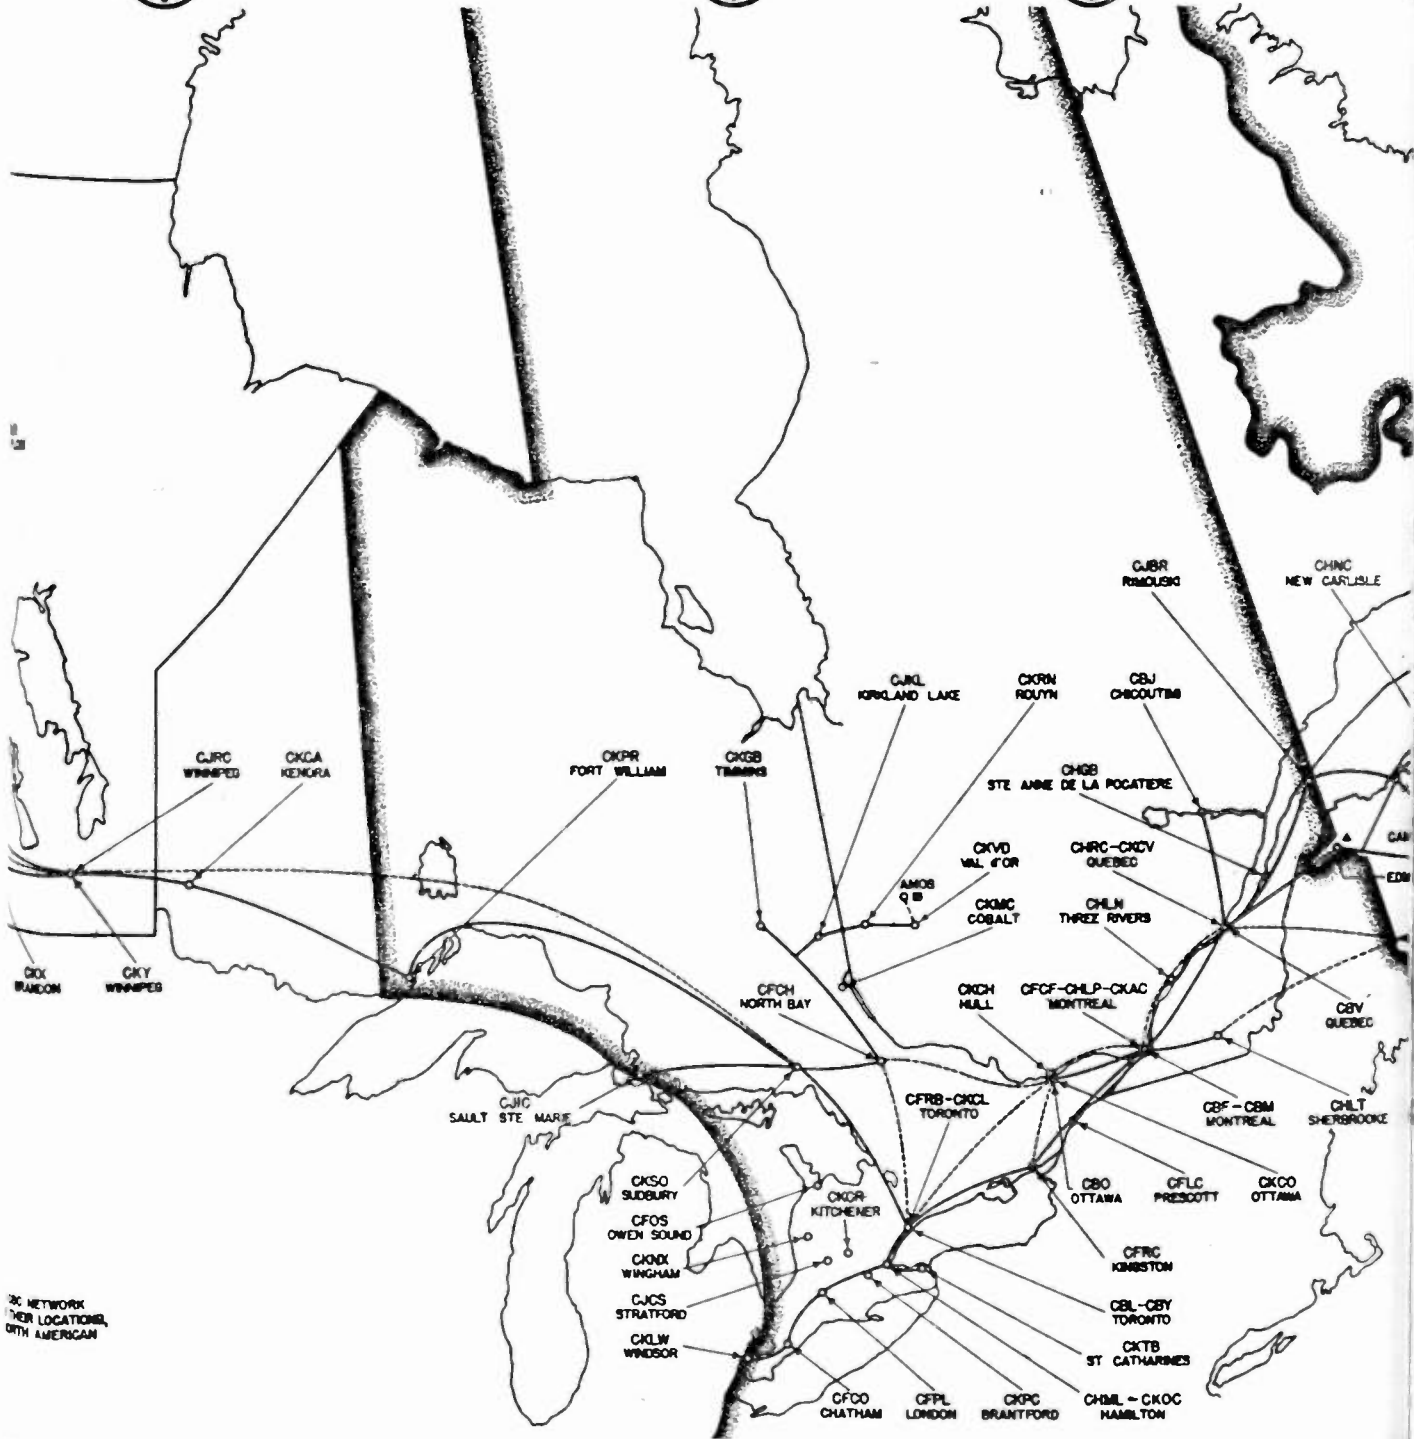 CJBR
RIMOUSKI
CHNC
NEW CARLISLE
CJKL
KIRKLAND LAKE
CKRN
ROUYN
CBJ
CHICOUTIMI
CJRC
WINNIPEG
CKCA
KENORA
CKPR
FORT WILLIAM
CKGB
TIMMINS
CHGB
STE ANNE DE LA POCATIERE
CKVD
VAL d'OR
CHRC-CKCV
QUEBEC
AMOS
CKMC
COBALT
CHLN
THREE RIVERS
CKX
CKY
WINNIPEG
CFCH
NORTH BAY
CKCH
HULL
CFCF-CHLP-CKAC
MONTREAL
CBV
QUEBEC
CJIC
SAULT STE MARIE
CFRB-CKCL
TORONTO
CBF-CBM
MONTREAL
CHLT
SHERBROOKE
CKSO
SUDBURY
CKCR
KITCHENER
CBO
OTTAWA
CFLC
PRESCOTT
CKCO
OTTAWA
CFOS
OWEN SOUND
CKNX
WINGHAM
CFRC
KINGSTON
CJCS
STRATFORD
CBL-CBY
TORONTO
NETWORK
LOCATIONS,
AMERICAN
CKLW
WINDSOR
CKTB
ST CATHARINES
CFCO
CHATHAM
CFPL
LONDON
CKPC
BRANTFORD
CHML-CKOC
HAMILTON